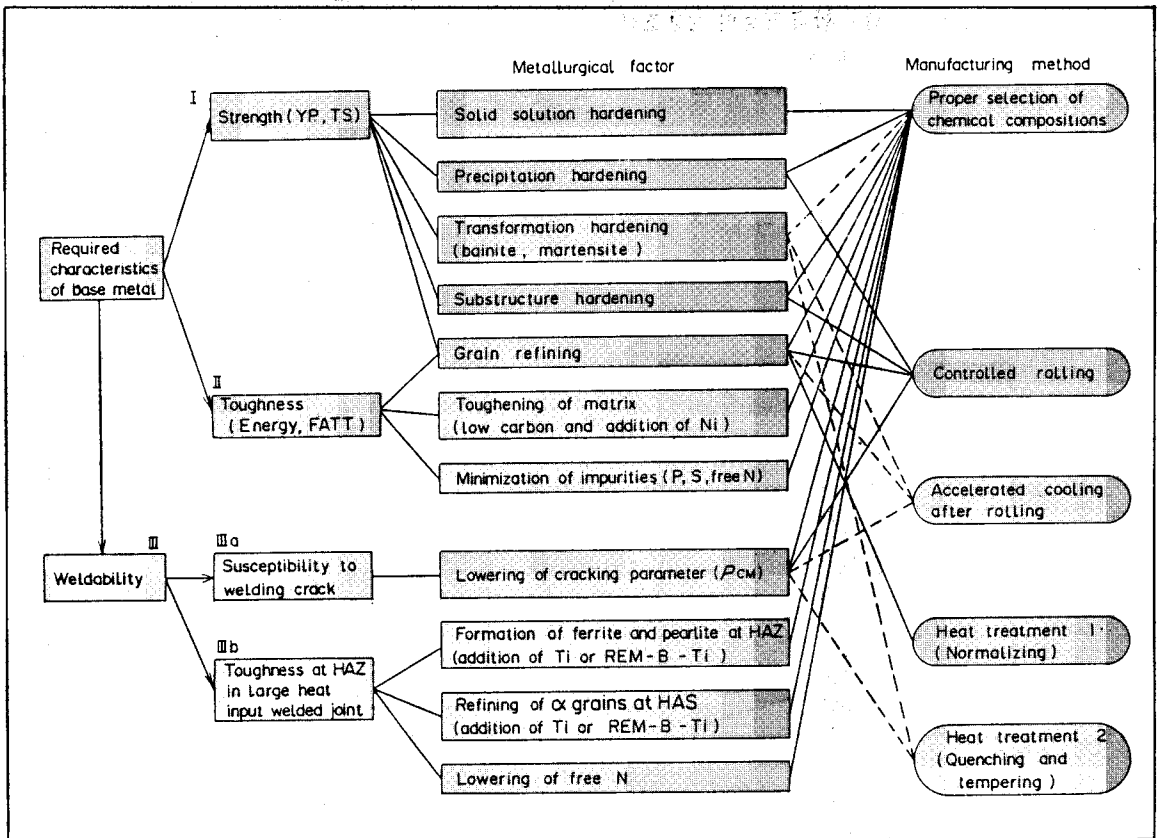 Metallurgical factor
Manufacturing method
I
Strength (YP, TS)
Solid solution hardening
Proper selection of
chemical compositions
Precipitation hardening
Transformation hardening
(bainite, martensite)
Required
characteristics
of base metal
Substructure hardening
Grain refining
Controlled rolling
II
Toughness
(Energy, FATT)
Toughening of matrix
(low carbon and addition of Ni)
Minimization of impurities (P, S, free N)
Accelerated cooling
after rolling
III
Weldability
IIIa
Susceptibility to
welding crack
Lowering of cracking parameter (PCM)
Formation of ferrite and pearlite at HAZ
(addition of Ti or REM-B-Ti)
Heat treatment 1
(Normalizing)
IIIb
Toughness at HAZ
in large heat
input welded joint
Refining of α grains at HAS
(addition of Ti or REM-B-Ti)
Heat treatment 2
(Quenching and
tempering)
Lowering of free N